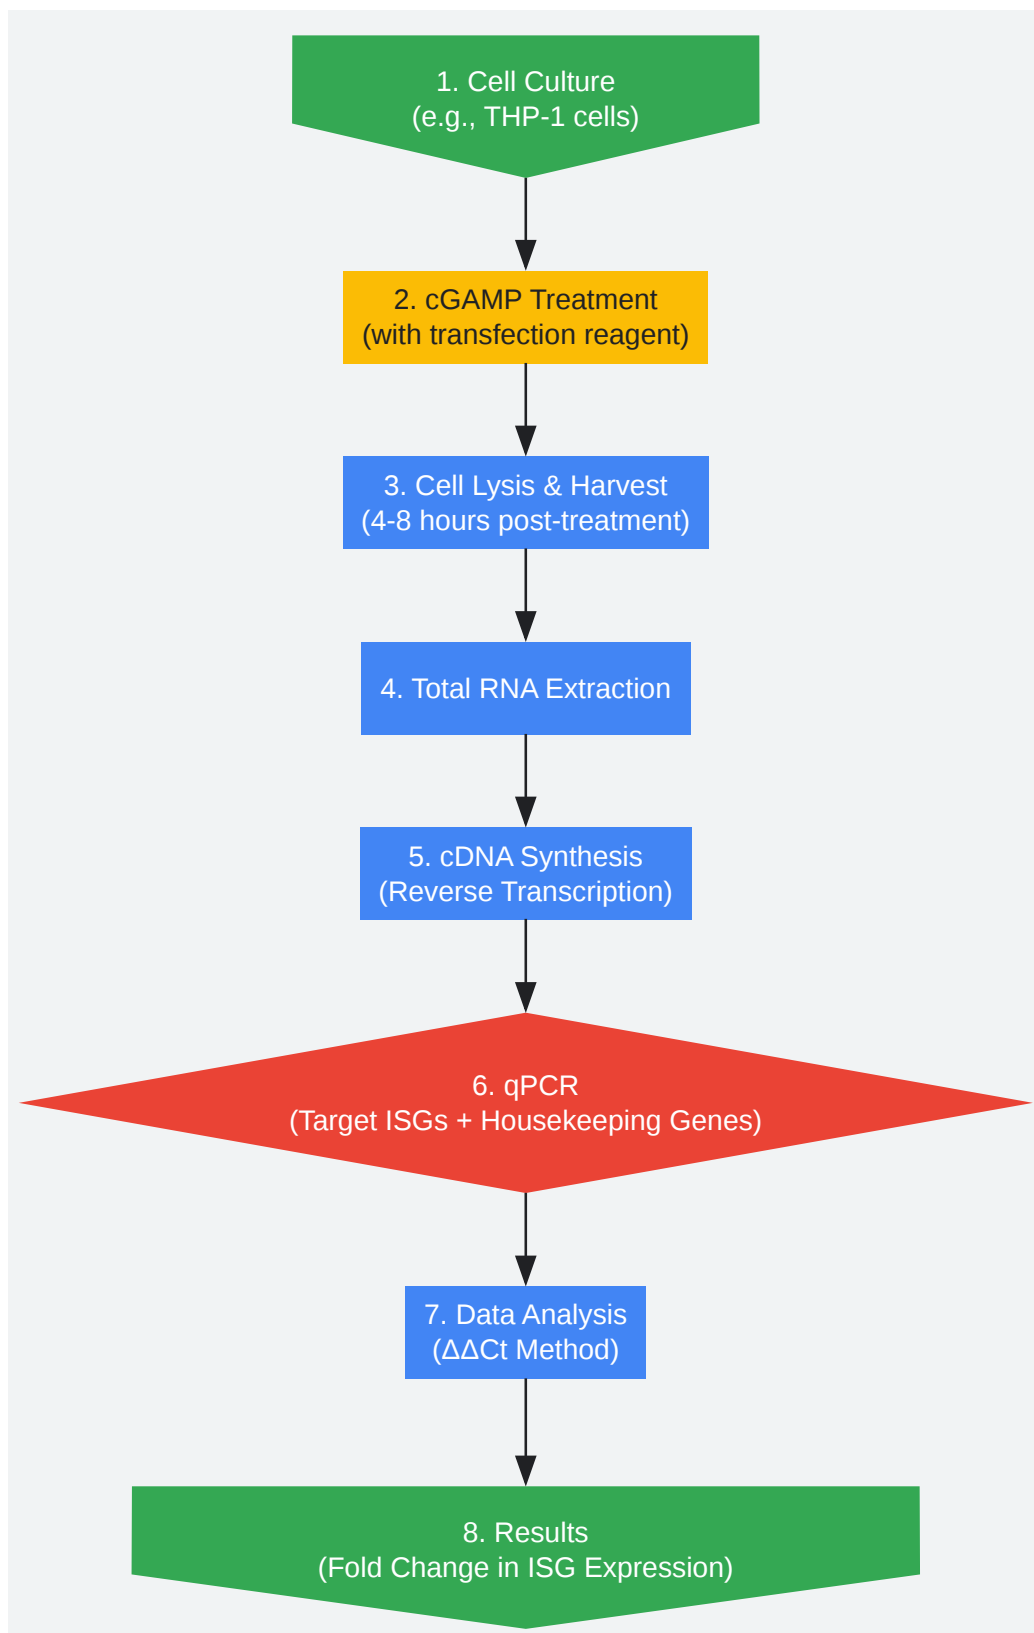 1. Cell Culture
(e.g., THP-1 cells)
2. cGAMP Treatment
(with transfection reagent)
3. Cell Lysis & Harvest
(4-8 hours post-treatment)
4. Total RNA Extraction
5. cDNA Synthesis
(Reverse Transcription)
6. qPCR
(Target ISGs + Housekeeping Genes)
7. Data Analysis
(ΔΔCt Method)
8. Results
(Fold Change in ISG Expression)